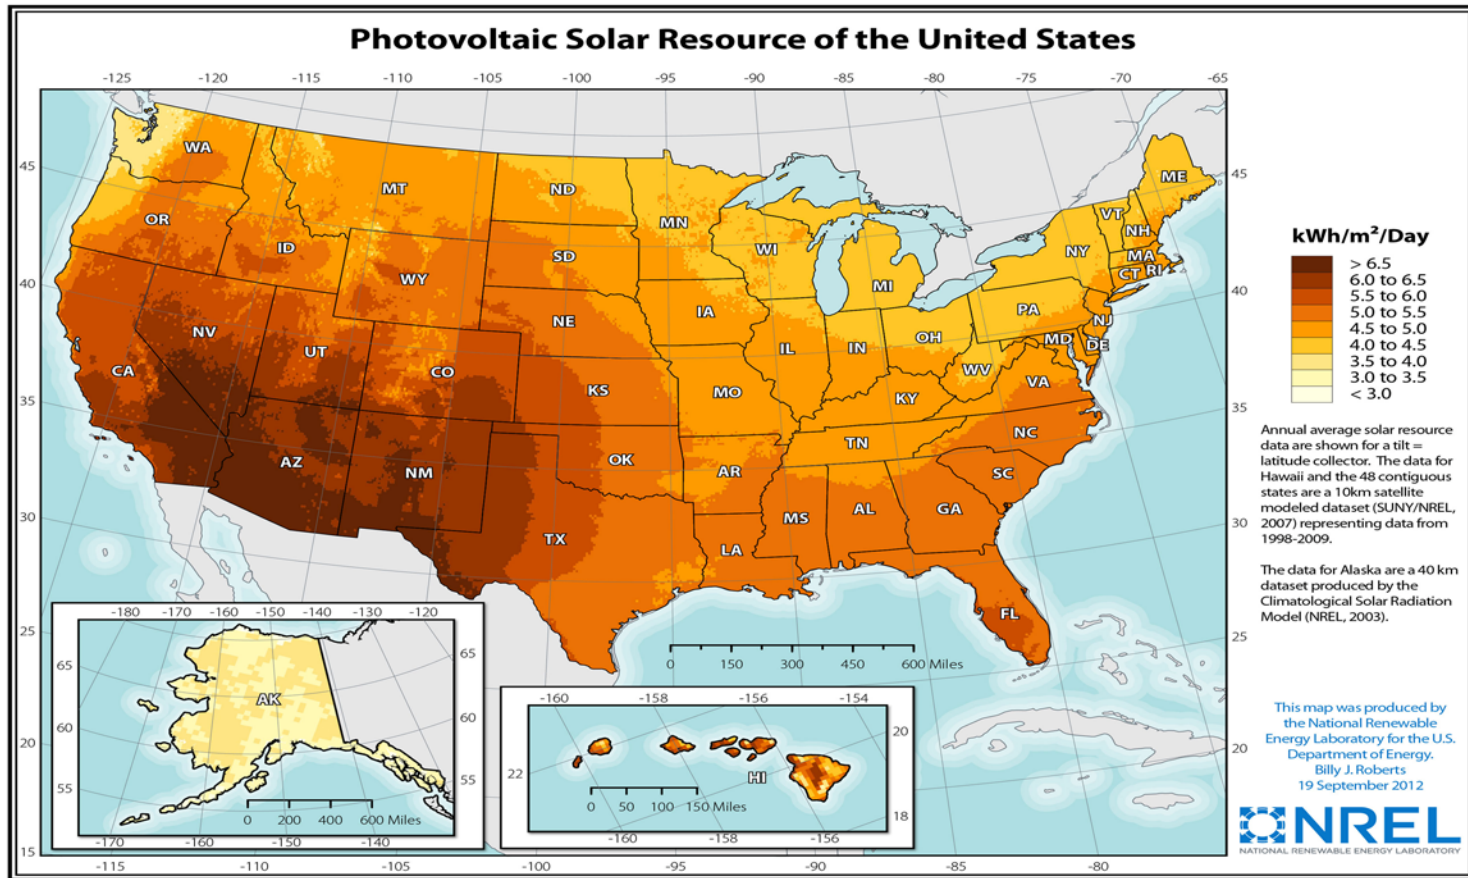 Photovoltaic Solar Resource of the United States
-125 -120 -115 -110 -105 -100 -95 -90 -85 -80 -75 -70 -65
45
40
35
30
25
20
15
45
40
35
30
25
20
-115 -110 -105 -100 -95 -90 -85 -80
WA
OR
CA
NV
ID
MT
WY
UT
CO
AZ
NM
ND
SD
NE
KS
OK
TX
MN
IA
MO
AR
LA
WI
IL
MI
IN
OH
KY
TN
MS
AL
GA
FL
SC
NC
VA
WV
PA
NY
VT
NH
ME
MA
CT
RI
NJ
DE
MD
0 150 300 450 600 Miles
-180 -170 -160 -150 -140 -130 -120
65
60
55
65
60
55
AK
0 200 400 600 Miles
-170 -160 -150 -140
-160 -158 -156 -154
22
20
18
HI
0 50 100 150 Miles
-160 -158 -156
kWh/m²/Day
> 6.5
6.0 to 6.5
5.5 to 6.0
5.0 to 5.5
4.5 to 5.0
4.0 to 4.5
3.5 to 4.0
3.0 to 3.5
< 3.0
Annual average solar resource
data are shown for a tilt =
latitude collector. The data for
Hawaii and the 48 contiguous
states are a 10km satellite
modeled dataset (SUNY/NREL,
2007) representing data from
1998-2009.
The data for Alaska are a 40 km
dataset produced by the
Climatological Solar Radiation
Model (NREL, 2003).
This map was produced by
the National Renewable
Energy Laboratory for the U.S.
Department of Energy.
Billy J. Roberts
19 September 2012
NREL
NATIONAL RENEWABLE ENERGY LABORATORY